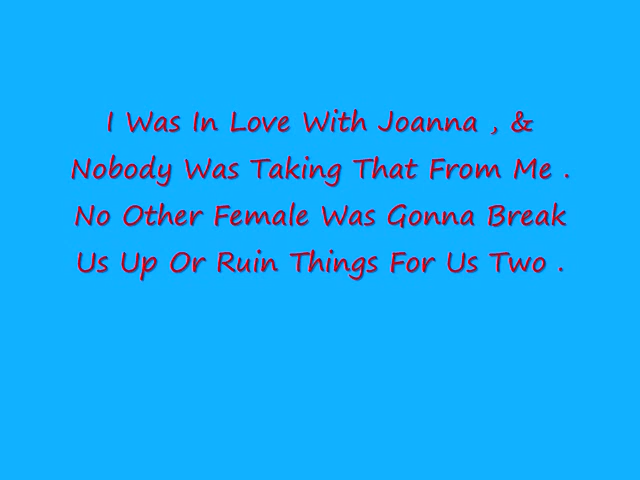 I Was In Love With Joanna , &
Nobody Was Taking That From Me .
No Other Female Was Gonna Break
Us Up Or Ruin Things For Us Two .